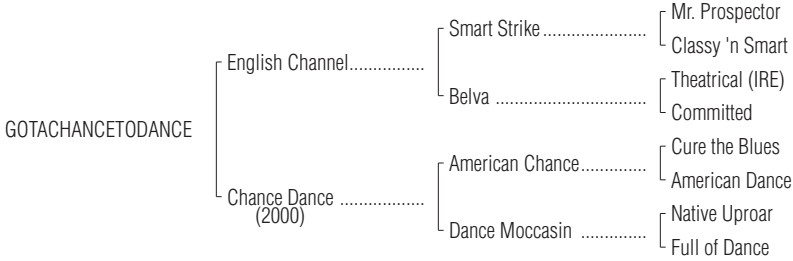 Mr. Prospector
Smart Strike......................
Classy 'n Smart
English Channel................
Theatrical (IRE)
Belva ................................
Committed
GOTACHANCETODANCE
Cure the Blues
American Chance..............
American Dance
Chance Dance ..................
(2000)
Native Uproar
Dance Moccasin ..............
Full of Dance